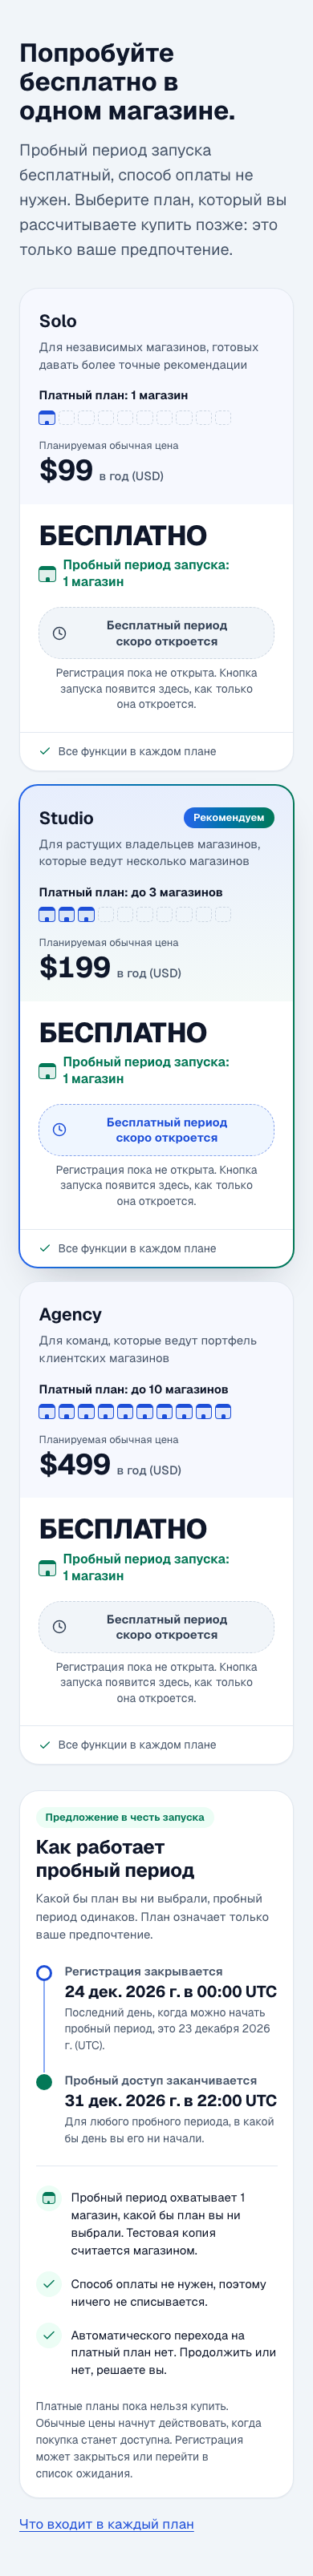 Попробуйте
бесплатно в
одном магазине.
Пробный период запуска
бесплатный, способ оплаты не
нужен. Выберите план, который вы
рассчитываете купить позже: это
только ваше предпочтение.
Solo
Для независимых магазинов, готовых
давать более точные рекомендации
Платный план: 1 магазин
Планируемая обычная цена
$99 в год (USD)
БЕСПЛАТНО
Пробный период запуска:
1 магазин
Бесплатный период
скоро откроется
Регистрация пока не открыта. Кнопка
запуска появится здесь, как только
она откроется.
Все функции в каждом плане
Studio
Рекомендуем
Для растущих владельцев магазинов,
которые ведут несколько магазинов
Платный план: до 3 магазинов
Планируемая обычная цена
$199 в год (USD)
БЕСПЛАТНО
Пробный период запуска:
1 магазин
Бесплатный период
скоро откроется
Регистрация пока не открыта. Кнопка
запуска появится здесь, как только
она откроется.
Все функции в каждом плане
Agency
Для команд, которые ведут портфель
клиентских магазинов
Платный план: до 10 магазинов
Планируемая обычная цена
$499 в год (USD)
БЕСПЛАТНО
Пробный период запуска:
1 магазин
Бесплатный период
скоро откроется
Регистрация пока не открыта. Кнопка
запуска появится здесь, как только
она откроется.
Все функции в каждом плане
Предложение в честь запуска
Как работает
пробный период
Какой бы план вы ни выбрали, пробный
период одинаков. План означает только
ваше предпочтение.
Регистрация закрывается
24 дек. 2026 г. в 00:00 UTC
Последний день, когда можно начать
пробный период, это 23 декабря 2026
г. (UTC).
Пробный доступ заканчивается
31 дек. 2026 г. в 22:00 UTC
Для любого пробного периода, в какой
бы день вы его ни начали.
Пробный период охватывает 1
магазин, какой бы план вы ни
выбрали. Тестовая копия
считается магазином.
Способ оплаты не нужен, поэтому
ничего не списывается.
Автоматического перехода на
платный план нет. Продолжить или
нет, решаете вы.
Платные планы пока нельзя купить.
Обычные цены начнут действовать, когда
покупка станет доступна. Регистрация
может закрыться или перейти в
список ожидания.
Что входит в каждый план